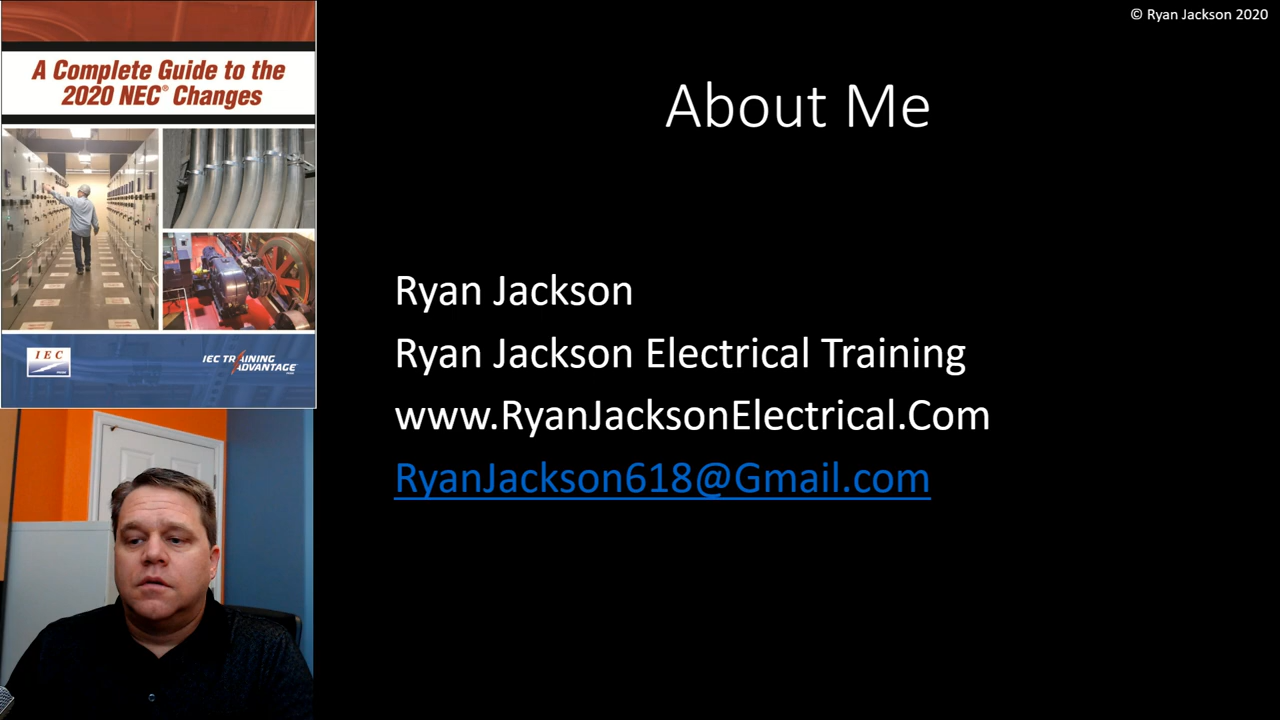 © Ryan Jackson 2020
A Complete Guide to the
2020 NEC® Changes
IEC
IEC TRAINING
ADVANTAGE
About Me
Ryan Jackson
Ryan Jackson Electrical Training
www.RyanJacksonElectrical.Com
RyanJackson618@Gmail.com